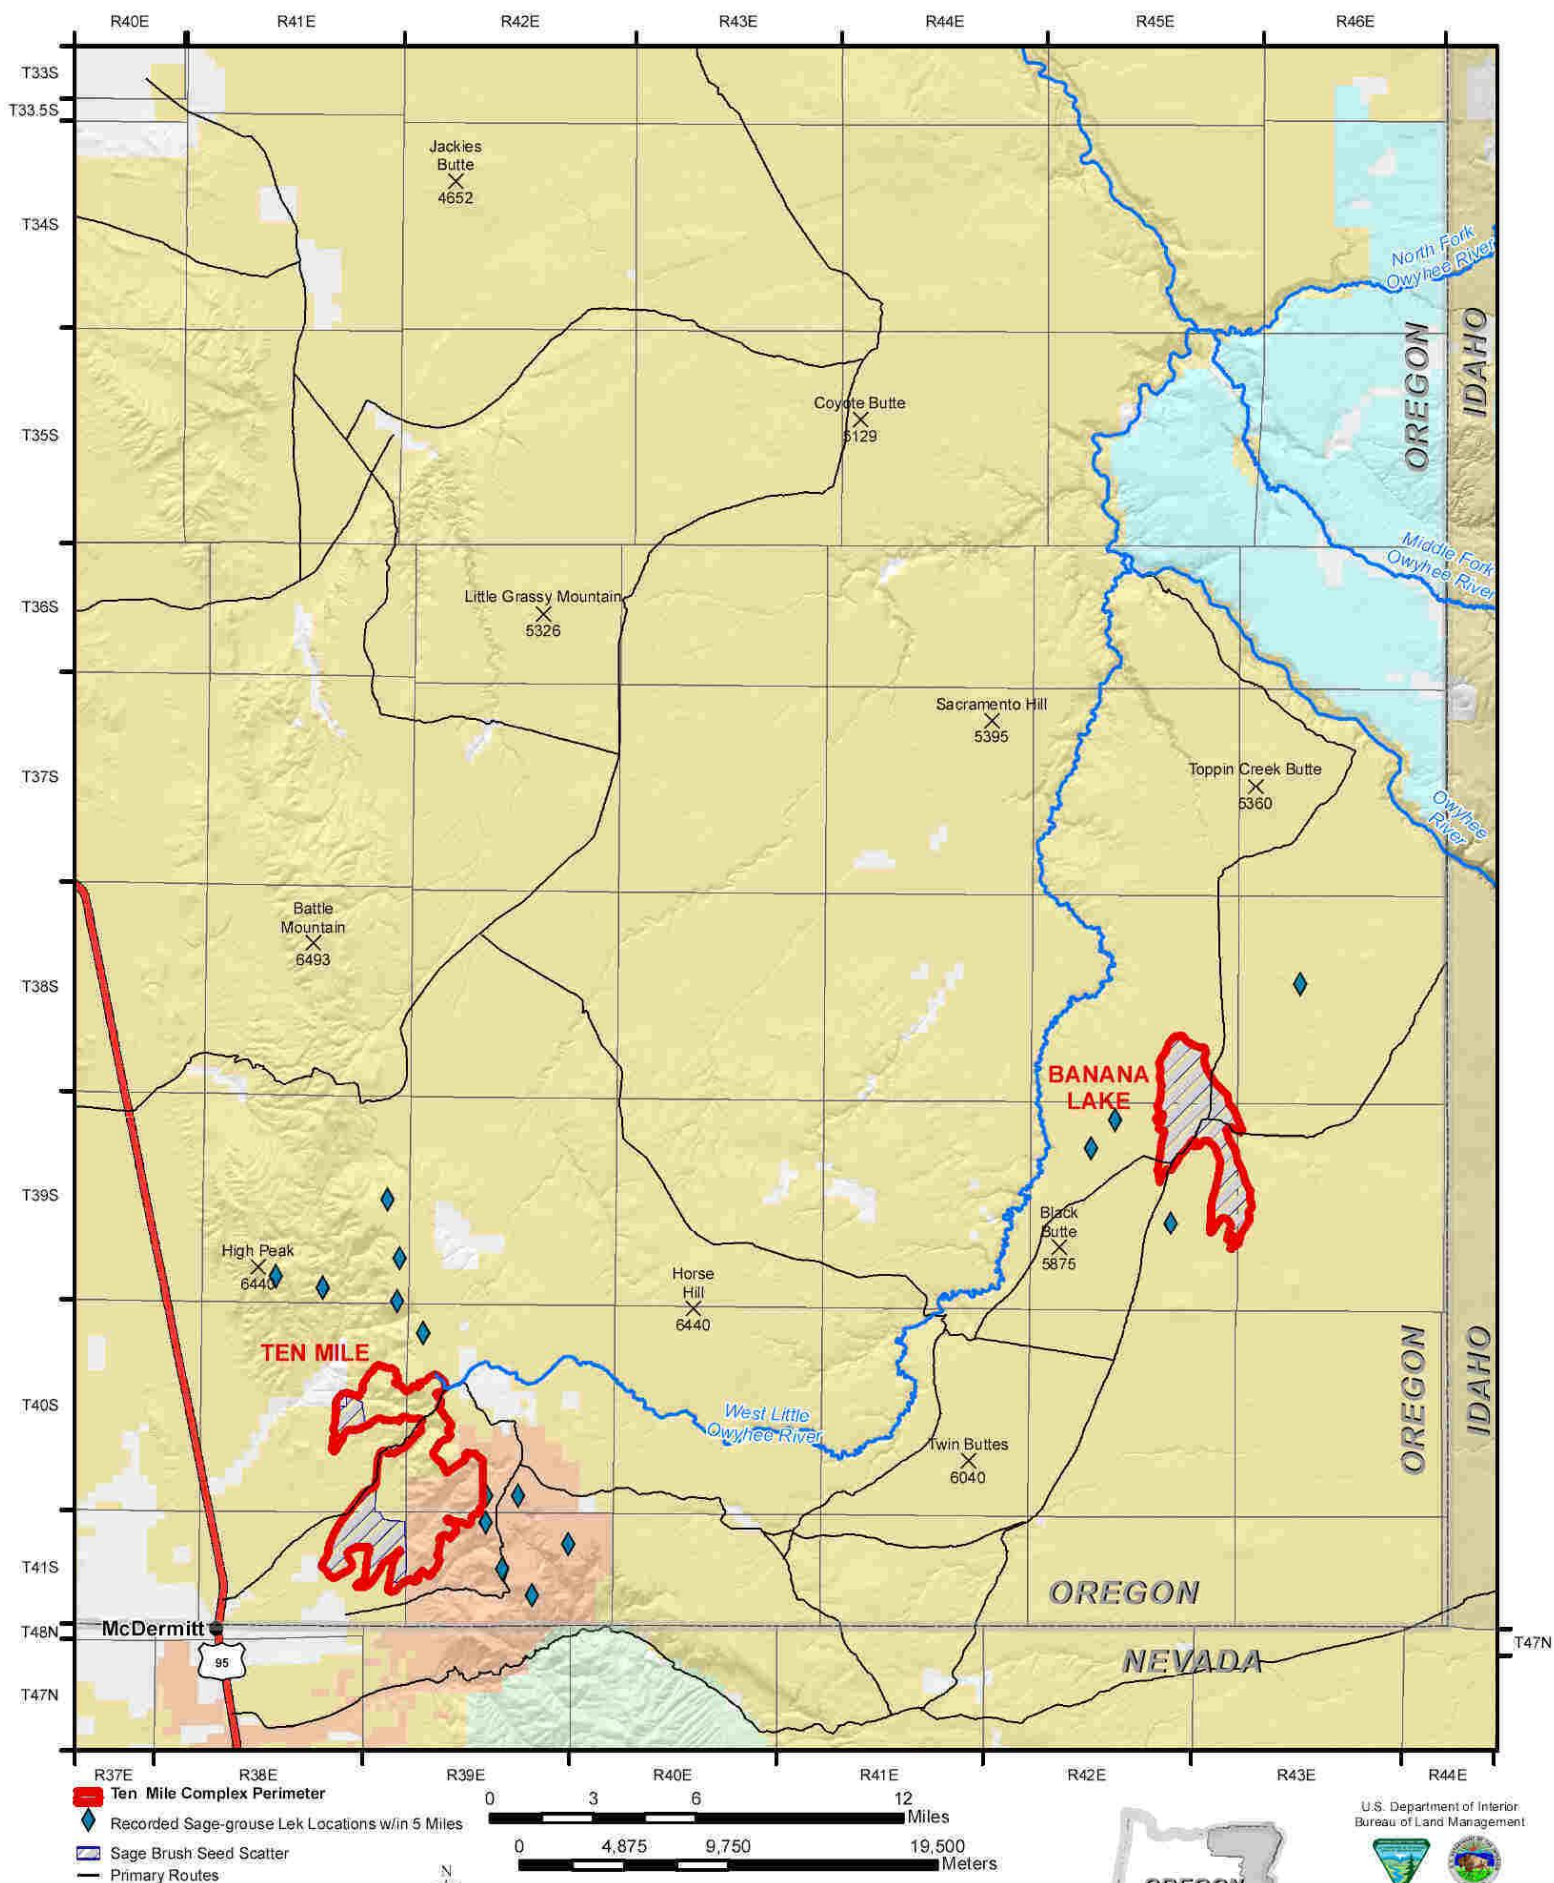 R40E R41E R42E R43E R44E R45E R46E
T33S
T33.5S
T34S
T35S
T36S
T37S
T38S
T39S
T40S
T41S
T48N
T47N
T47N
Jackies
Butte
4652
North Fork
Owyhee River
OREGON
IDAHO
Coyote Butte
5129
Middle Fork
Owyhee River
Little Grassy Mountain
5326
Sacramento Hill
5395
Toppin Creek Butte
5360
Owyhee
River
Battle
Mountain
6493
BANANA
LAKE
Black
Butte
5875
High Peak
6440
Horse
Hill
6440
TEN MILE
OREGON
IDAHO
West Little
Owyhee River
Twin Buttes
6040
OREGON
McDermitt
NEVADA
95
R37E R38E R39E R40E R41E R42E R43E R44E
Ten Mile Complex Perimeter
Recorded Sage-grouse Lek Locations w/in 5 Miles
Sage Brush Seed Scatter
Primary Routes
0 3 6 12
Miles
0 4,875 9,750 19,500
Meters
N
U.S. Department of Interior
Bureau of Land Management
OREGON